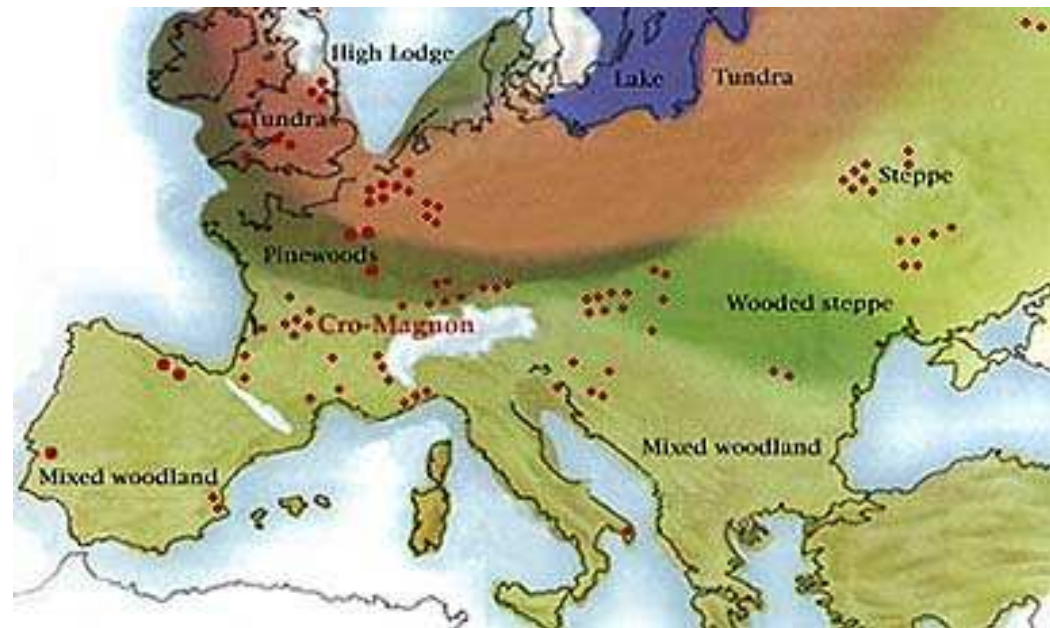 High Lodge
Lake
Tundra
Tundra
Steppe
Pinewoods
Wooded steppe
Cro-Magnon
Mixed woodland
Mixed woodland